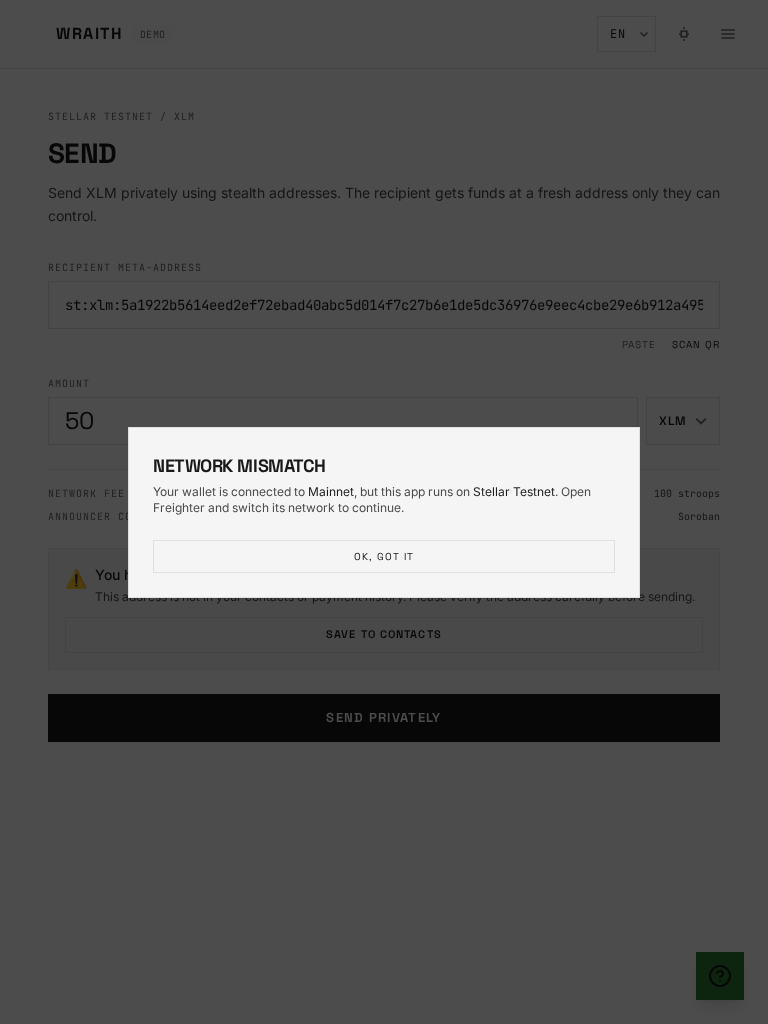 WRAITH DEMO EN
STELLAR TESTNET / XLM
SEND
Send XLM privately using stealth addresses. The recipient gets funds at a fresh address only they can
control.
RECIPIENT META-ADDRESS
st:xlm:5a1922b5614eed2ef72ebad40abc5d014f7c27b6e1de5dc36976e9eec4cbe29e6b912a495
PASTE SCAN QR
AMOUNT
50 XLM
NETWORK MISMATCH
Your wallet is connected to Mainnet, but this app runs on Stellar Testnet. Open
Freighter and switch its network to continue.
OK, GOT IT
NETWORK FEE 100 stroops
ANNOUNCER Soroban
You
This address is not in your contacts or payment history. Please verify the address carefully before sending.
SAVE TO CONTACTS
SEND PRIVATELY